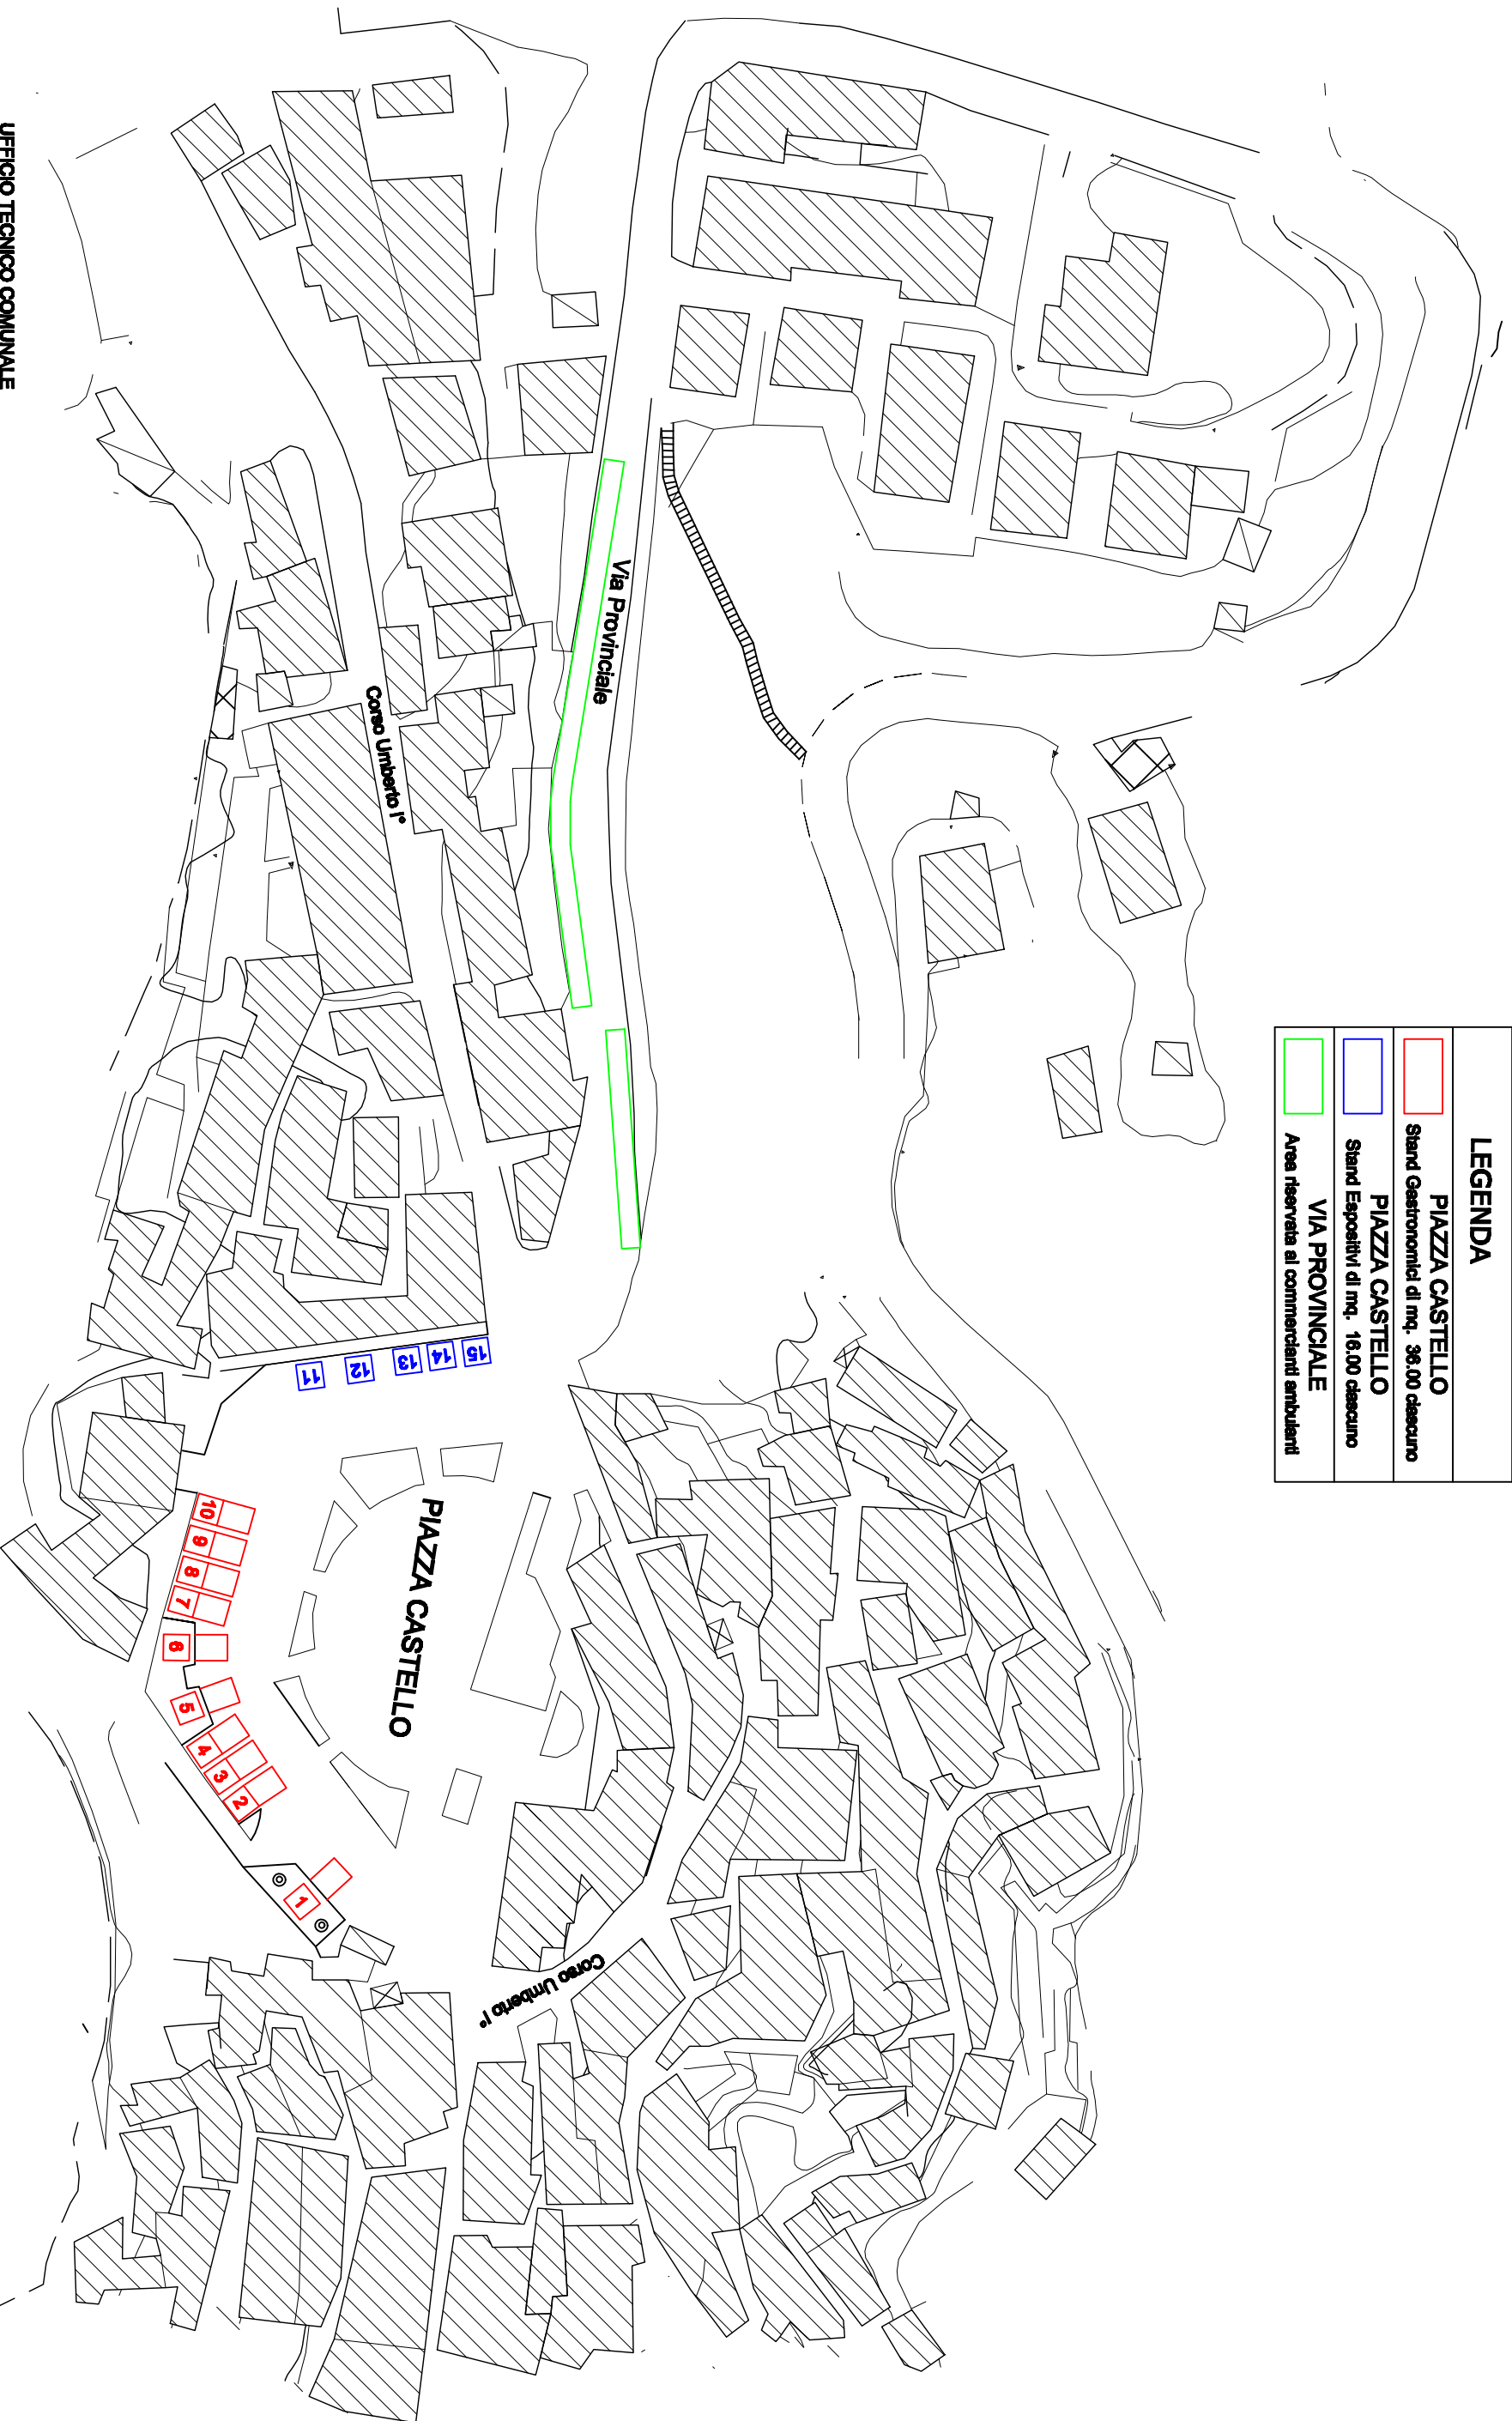 LEGENDA
PIAZZA CASTELLO
Stand Gastronomici di mq. 36.00 ciascuno
PIAZZA CASTELLO
Stand Espositivi di mq. 16.00 ciascuno
VIA PROVINCIALE
Area riservata ai commercianti ambulanti
Via Provinciale
Corso Umberto I°
PIAZZA CASTELLO
Corso Umberto I°
15
14
13
12
11
10
9
8
7
6
5
4
3
2
1
UFFICIO TECNICO COMUNALE